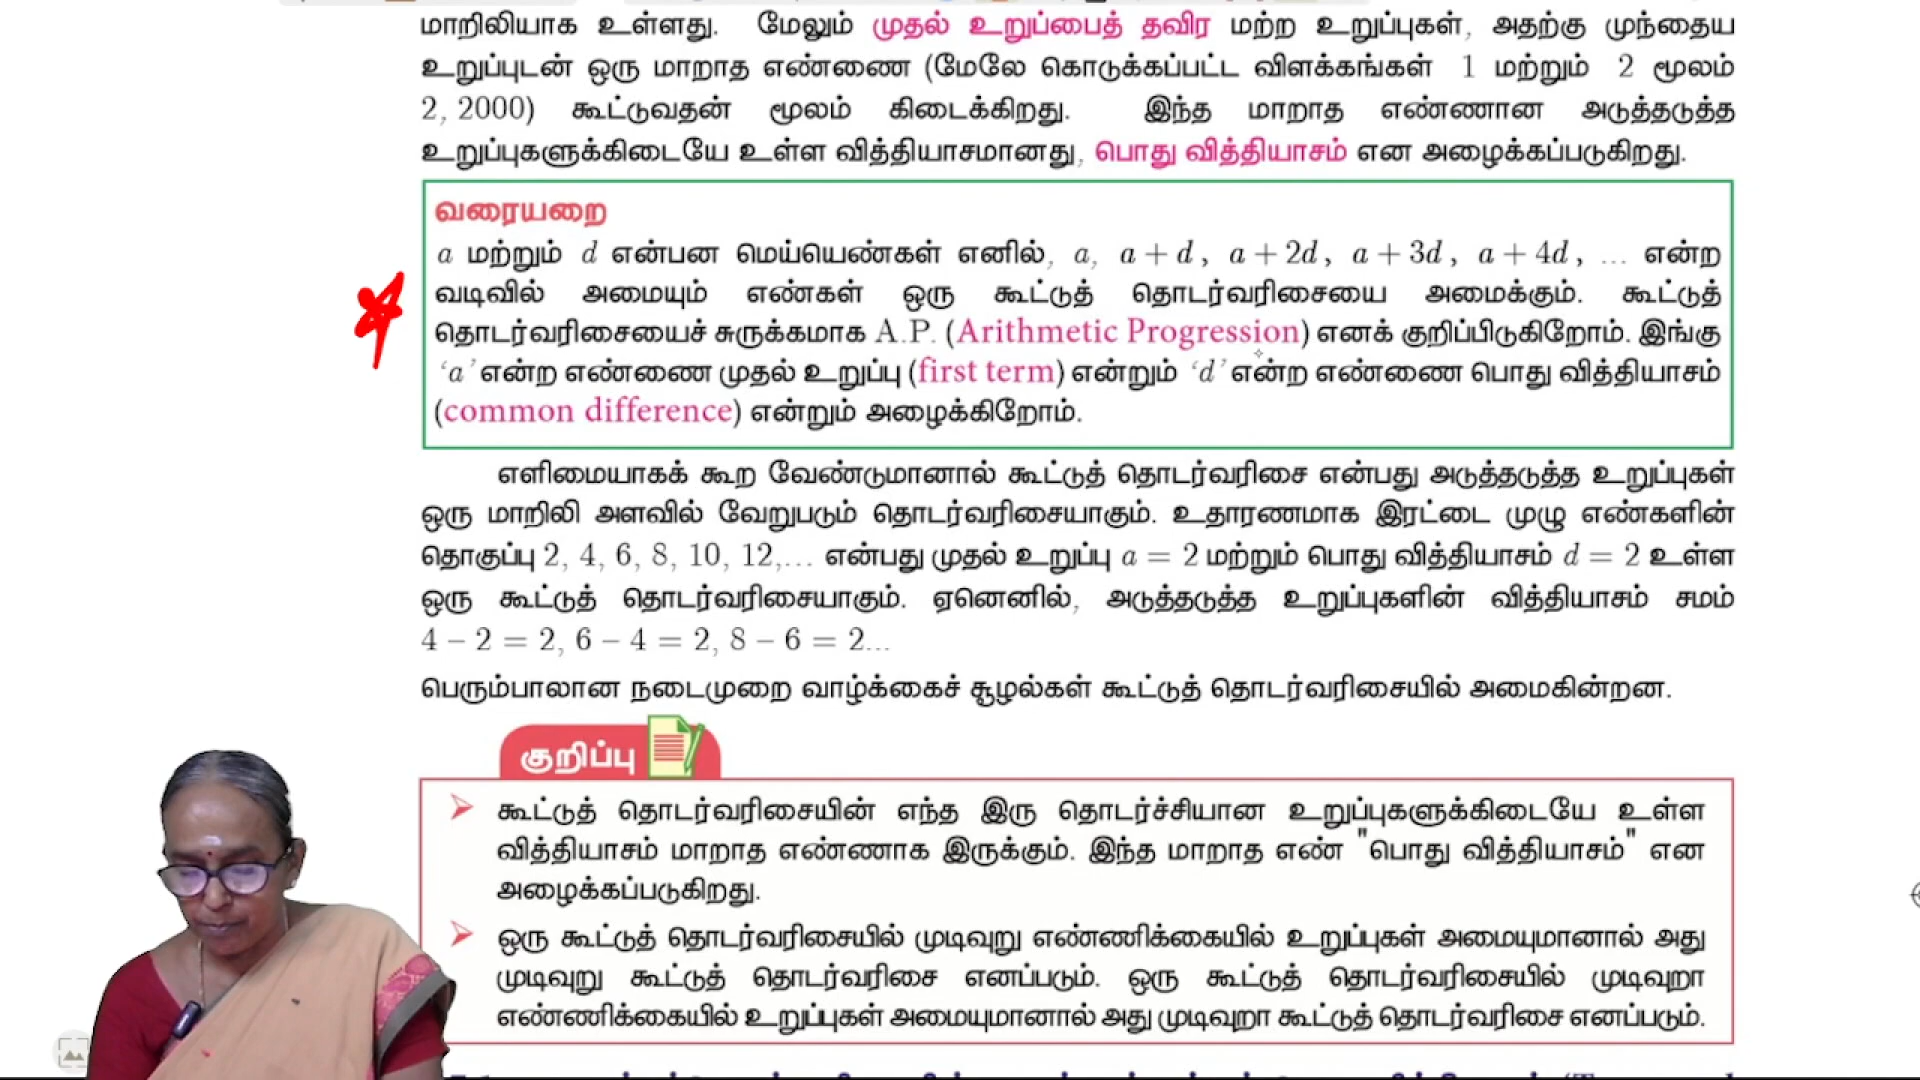 மாறிலியாக உள்ளது. மேலும் முதல் உறுப்பைத் தவிர மற்ற உறுப்புகள், அதற்கு முந்தைய
உறுப்புடன் ஒரு மாறாத எண்ணை (மேலே கொடுக்கப்பட்ட விளக்கங்கள் 1 மற்றும் 2 மூலம்
2, 2000) கூட்டுவதன் மூலம் கிடைக்கிறது. இந்த மாறாத எண்ணான அடுத்தடுத்த
உறுப்புகளுக்கிடையே உள்ள வித்தியாசமானது, பொது வித்தியாசம் என அழைக்கப்படுகிறது.
வரையறை
a மற்றும் d என்பன மெய்யெண்கள் எனில், a, a + d, a + 2d, a + 3d, a + 4d, ... என்ற
வடிவில் அமையும் எண்கள் ஒரு கூட்டுத் தொடர்வரிசையை அமைக்கும். கூட்டுத்
தொடர்வரிசையைச் சுருக்கமாக A.P. (Arithmetic Progression) எனக் குறிப்பிடுகிறோம். இங்கு
‘a’ என்ற எண்ணை முதல் உறுப்பு (first term) என்றும் ‘d’ என்ற எண்ணை பொது வித்தியாசம்
(common difference) என்றும் அழைக்கிறோம்.
எளிமையாகக் கூற வேண்டுமானால் கூட்டுத் தொடர்வரிசை என்பது அடுத்தடுத்த உறுப்புகள்
ஒரு மாறிலி அளவில் வேறுபடும் தொடர்வரிசையாகும். உதாரணமாக இரட்டை முழு எண்களின்
தொகுப்பு 2, 4, 6, 8, 10, 12,... என்பது முதல் உறுப்பு a = 2 மற்றும் பொது வித்தியாசம் d = 2 உள்ள
ஒரு கூட்டுத் தொடர்வரிசையாகும். ஏனெனில், அடுத்தடுத்த உறுப்புகளின் வித்தியாசம் சமம்
4 – 2 = 2, 6 – 4 = 2, 8 – 6 = 2...
பெரும்பாலான நடைமுறை வாழ்க்கைச் சூழல்கள் கூட்டுத் தொடர்வரிசையில் அமைகின்றன.
குறிப்பு
➢ கூட்டுத் தொடர்வரிசையின் எந்த இரு தொடர்ச்சியான உறுப்புகளுக்கிடையே உள்ள
வித்தியாசம் மாறாத எண்ணாக இருக்கும். இந்த மாறாத எண் "பொது வித்தியாசம்" என
அழைக்கப்படுகிறது.
➢ ஒரு கூட்டுத் தொடர்வரிசையில் முடிவுறு எண்ணிக்கையில் உறுப்புகள் அமையுமானால் அது
முடிவுறு கூட்டுத் தொடர்வரிசை எனப்படும். ஒரு கூட்டுத் தொடர்வரிசையில் முடிவுறா
எண்ணிக்கையில் உறுப்புகள் அமையுமானால் அது முடிவுறா கூட்டுத் தொடர்வரிசை எனப்படும்.